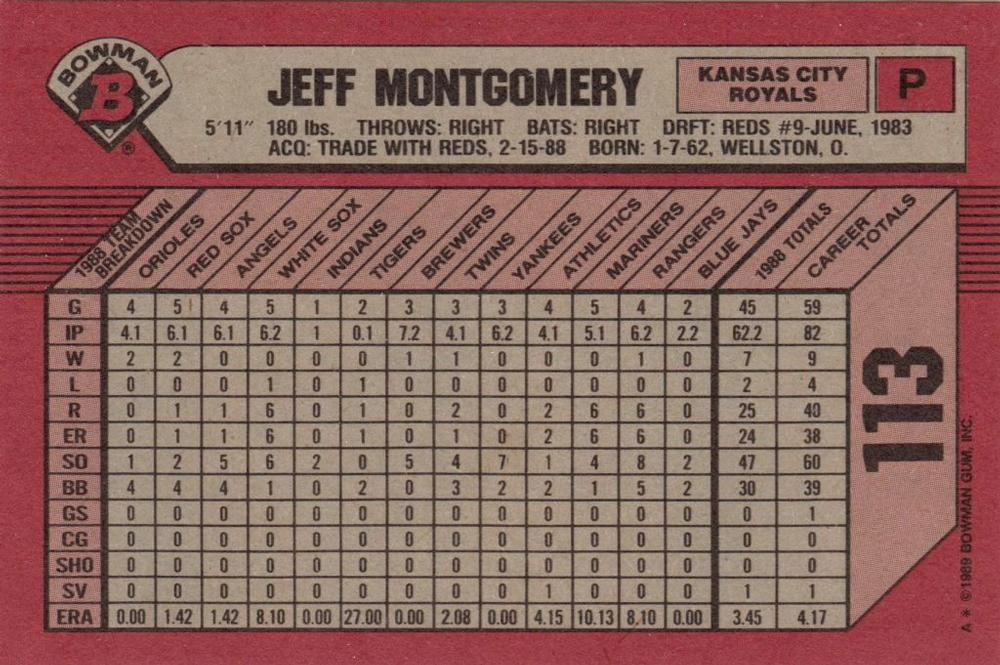 BOWMAN
B
®
JEFF MONTGOMERY
KANSAS CITY
ROYALS
P
5'11" 180 lbs. THROWS: RIGHT BATS: RIGHT DRFT: REDS #9-JUNE, 1983
ACQ: TRADE WITH REDS, 2-15-88 BORN: 1-7-62, WELLSTON, O.
1988 TEAM BREAKDOWN ORIOLES RED SOX ANGELS WHITE SOX INDIANS TIGERS BREWERS TWINS YANKEES ATHLETICS MARINERS RANGERS BLUE JAYS 1988 TOTALS CAREER TOTALS
G 4 5 4 5 1 2 3 3 3 4 5 4 2 45 59
IP 4.1 6.1 6.1 6.2 1 0.1 7.2 4.1 6.2 4.1 5.1 6.2 2.2 62.2 82
W 2 2 0 0 0 0 1 1 0 0 0 1 0 7 9
L 0 0 0 1 0 1 0 0 0 0 0 0 0 2 4
R 0 1 1 6 0 1 0 2 0 2 6 6 0 25 40
ER 0 1 1 6 0 1 0 1 0 2 6 6 0 24 38
SO 1 2 5 6 2 0 5 4 7 1 4 8 2 47 60
BB 4 4 4 1 0 2 0 3 2 2 1 5 2 30 39
GS 0 0 0 0 0 0 0 0 0 0 0 0 0 0 1
CG 0 0 0 0 0 0 0 0 0 0 0 0 0 0 0
SHO 0 0 0 0 0 0 0 0 0 0 0 0 0 0 0
SV 0 0 0 0 0 0 0 0 0 1 0 0 0 1 1
ERA 0.00 1.42 1.42 8.10 0.00 27.00 0.00 2.08 0.00 4.15 10.13 8.10 0.00 3.45 4.17
113
A * © 1989 BOWMAN GUM, INC.